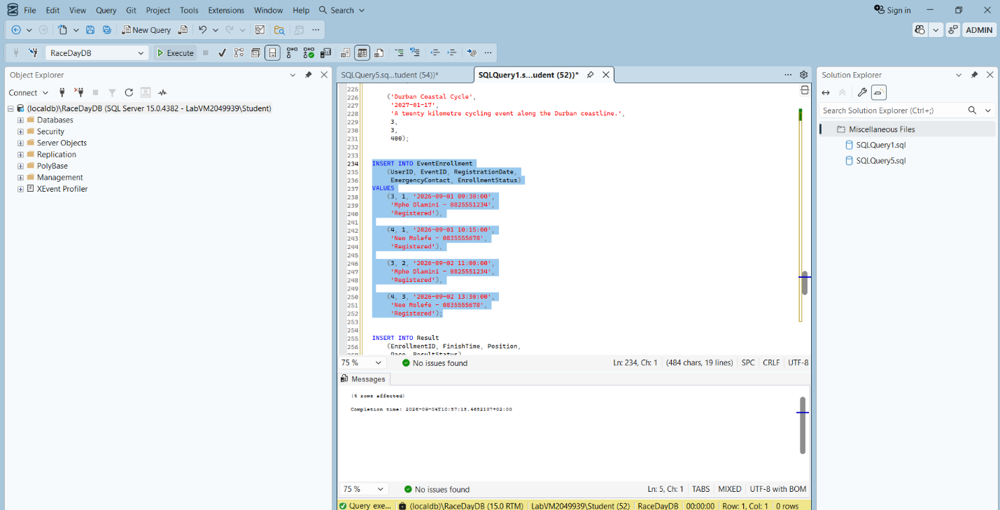 File Edit View Query Git Project Tools Extensions Window Help Search Sign in
New Query ADMIN
RaceDayDB Execute
Object Explorer
Connect
(localdb)\RaceDayDB (SQL Server 15.0.4382 - LabVM2049939\Student)
Databases
Security
Server Objects
Replication
PolyBase
Management
XEvent Profiler
SQLQuery5.sq...tudent (54))* SQLQuery1.s...udent (52))*
225
226 ('Durban Coastal Cycle',
227 '2027-01-17',
228 'A twenty kilometre cycling event along the Durban coastline.',
229 3,
230 3,
231 400);
232
233
234 INSERT INTO EventEnrollment
235 (UserID, EventID, RegistrationDate,
236 EmergencyContact, EnrollmentStatus)
237 VALUES
238 (3, 1, '2026-09-01 09:30:00',
239 'Mpho Dlamini - 0825551234',
240 'Registered'),
241
242 (4, 1, '2026-09-01 10:15:00',
243 'Neo Molefe - 0835555678',
244 'Registered'),
245
246 (3, 2, '2026-09-02 11:00:00',
247 'Mpho Dlamini - 0825551234',
248 'Registered'),
249
250 (4, 3, '2026-09-02 13:30:00',
251 'Neo Molefe - 0835555678',
252 'Registered');
253
254
255 INSERT INTO Result
256 (EnrollmentID, FinishTime, Position,
Pace, ResultStatus)
75 % No issues found Ln: 234, Ch: 1 (484 chars, 19 lines) SPC CRLF UTF-8
Messages
(4 rows affected)
Completion time: 2026-09-04T10:57:18.4682107+02:00
75 % No issues found Ln: 5, Ch: 1 TABS MIXED UTF-8 with BOM
Query exe... (localdb)\RaceDayDB (15.0 RTM) LabVM2049939\Student (52) RaceDayDB 00:00:00 Row: 1, Col: 1 0 rows
Solution Explorer
Search Solution Explorer (Ctrl+;)
Miscellaneous Files
SQLQuery1.sql
SQLQuery5.sql